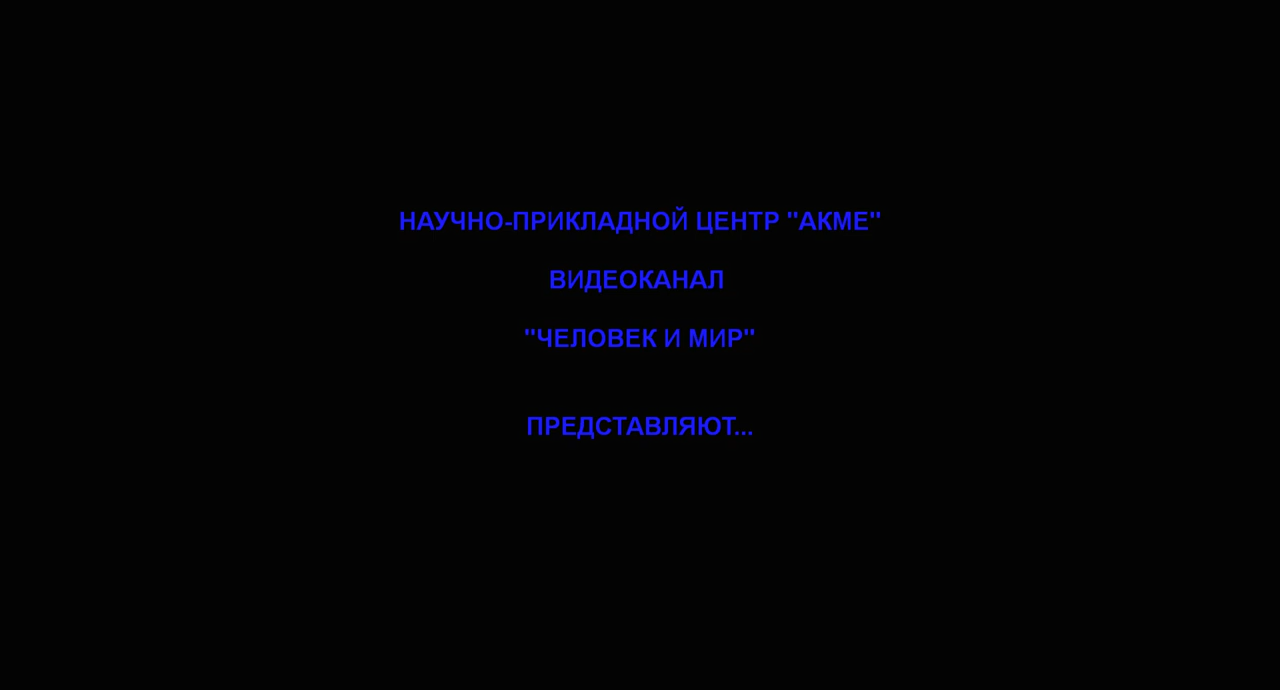 НАУЧНО-ПРИКЛАДНОЙ ЦЕНТР "АКМЕ"
ВИДЕОКАНАЛ
"ЧЕЛОВЕК И МИР"
ПРЕДСТАВЛЯЮТ...